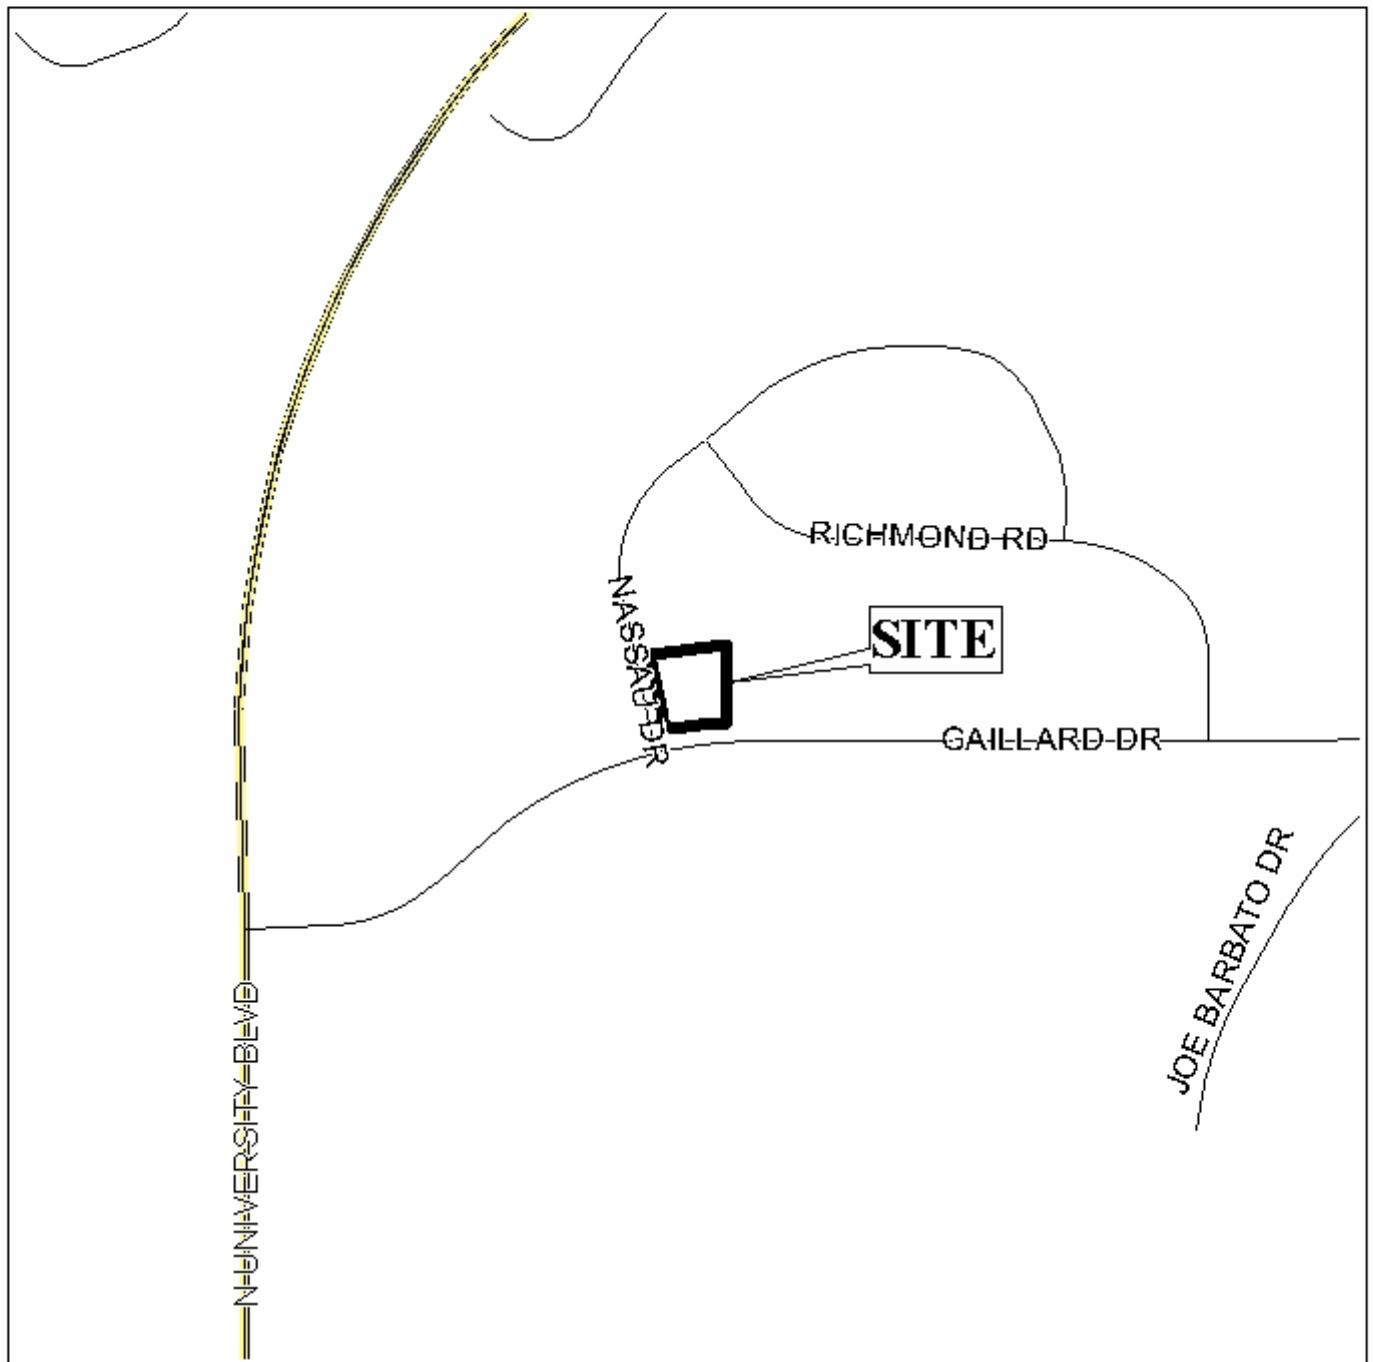 RICHMOND RD
NASSAU DR
SITE
GAILLARD DR
JOE BARBATO DR
N UNIVERSITY BLVD